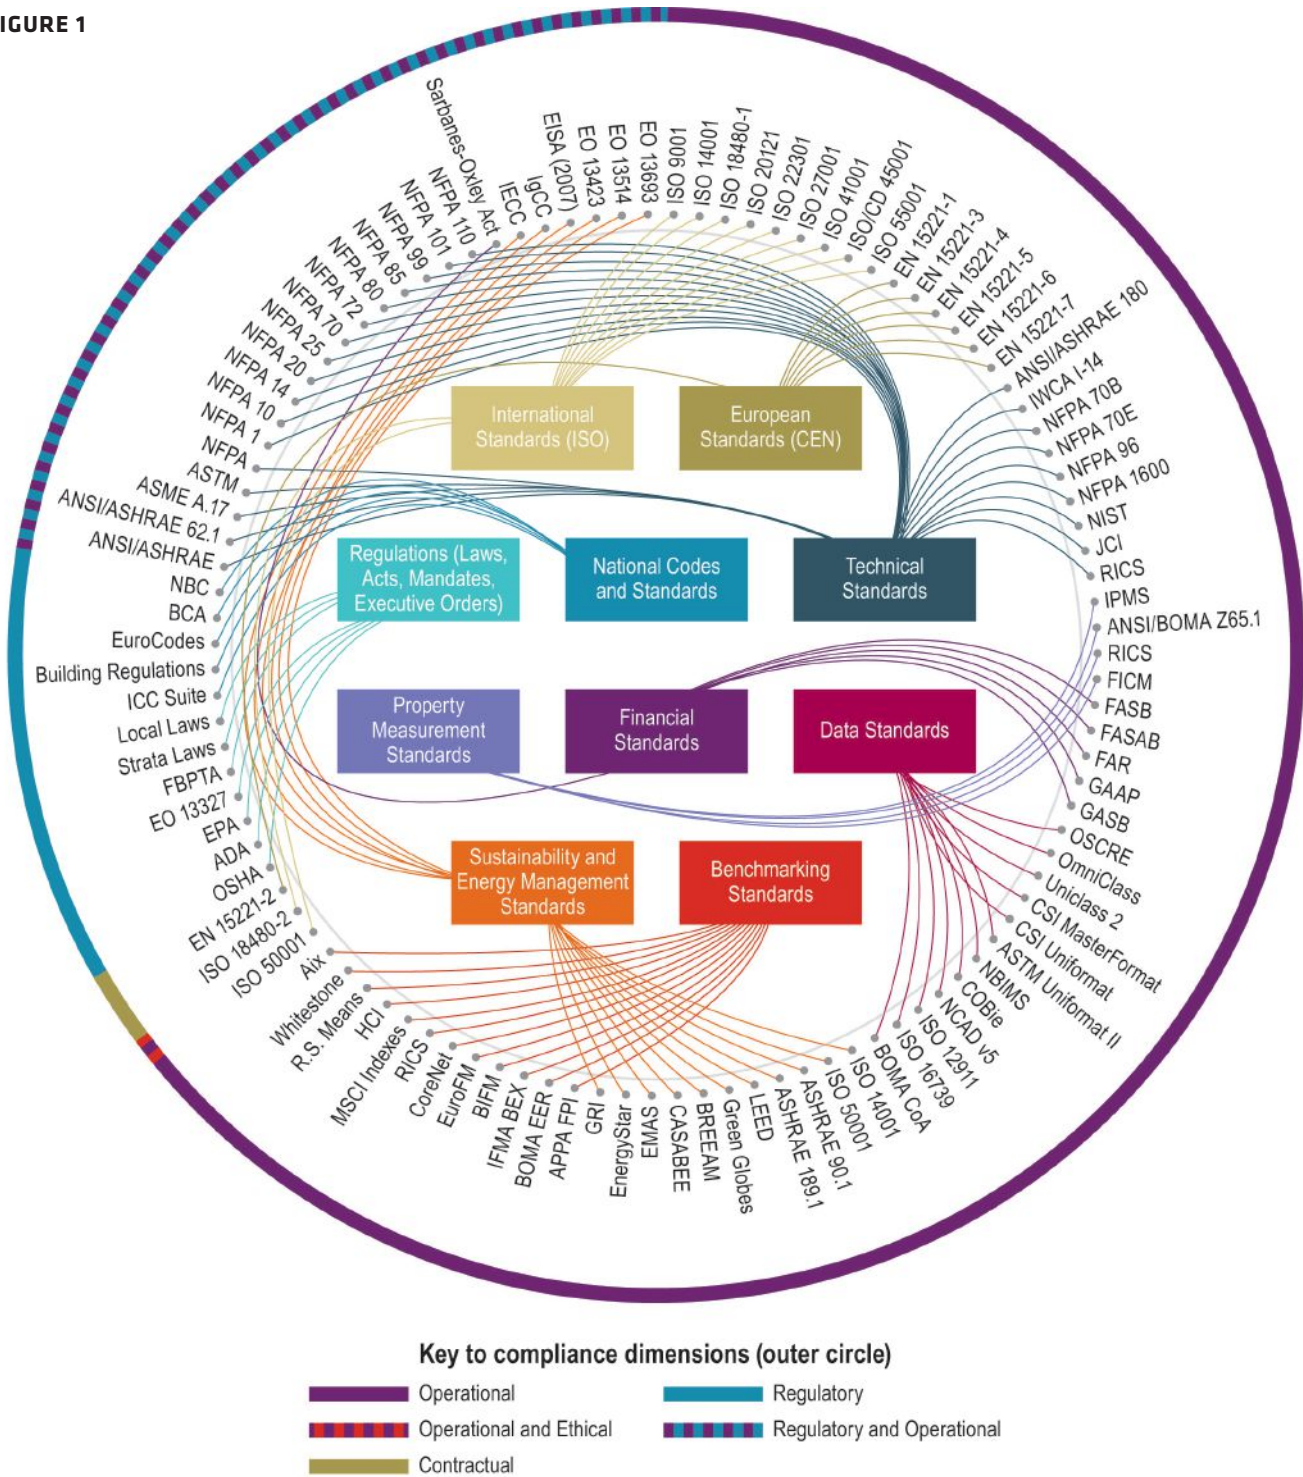 IGURE 1
Sarbanes-Oxley Act
IECC
IgCC
EISA (2007)
EO 13423
EO 13514
EO 13693
ISO 9001
ISO 14001
ISO 18480-1
ISO 20121
ISO 22301
ISO 27001
ISO 41001
ISO/CD 45001
ISO 55001
EN 15221-1
EN 15221-3
EN 15221-4
EN 15221-5
EN 15221-6
EN 15221-7
ANSI/ASHRAE 180
IWCA I-14
NFPA 70B
NFPA 70E
NFPA 96
NFPA 1600
NIST
JCI
RICS
IPMS
ANSI/BOMA Z65.1
RICS
FICM
FASB
FASAB
FAR
GAAP
GASB
OSCRE
OmniClass
Uniclass 2
CSI MasterFormat
CSI Uniformat
ASTM Uniformat II
NBIMS
COBie
NCAD v5
ISO 12911
ISO 16739
BOMA CoA
ISO 14001
ISO 50001
ASHRAE 90.1
ASHRAE 189.1
LEED
Green Globes
BREEAM
CASABEE
EMAS
EnergyStar
GRI
APPA FPI
BOMA EER
IFMA BEX
BIFM
EuroFM
CoreNet
RICS
MSCI Indexes
HCI
R.S. Means
Whitestone
Aix
ISO 50001
ISO 18480-2
EN 15221-2
OSHA
ADA
EPA
EO 13327
FBPTA
Strata Laws
Local Laws
ICC Suite
Building Regulations
EuroCodes
BCA
NBC
ANSI/ASHRAE
ANSI/ASHRAE 62.1
ASME A.17
ASTM
NFPA
NFPA 1
NFPA 10
NFPA 14
NFPA 20
NFPA 25
NFPA 70
NFPA 72
NFPA 80
NFPA 85
NFPA 99
NFPA 101
NFPA 110
International
Standards (ISO)
European
Standards (CEN)
Regulations (Laws,
Acts, Mandates,
Executive Orders)
National Codes
and Standards
Technical
Standards
Property
Measurement
Standards
Financial
Standards
Data Standards
Sustainability and
Energy Management
Standards
Benchmarking
Standards
Key to compliance dimensions (outer circle)
Operational
Regulatory
Operational and Ethical
Regulatory and Operational
Contractual